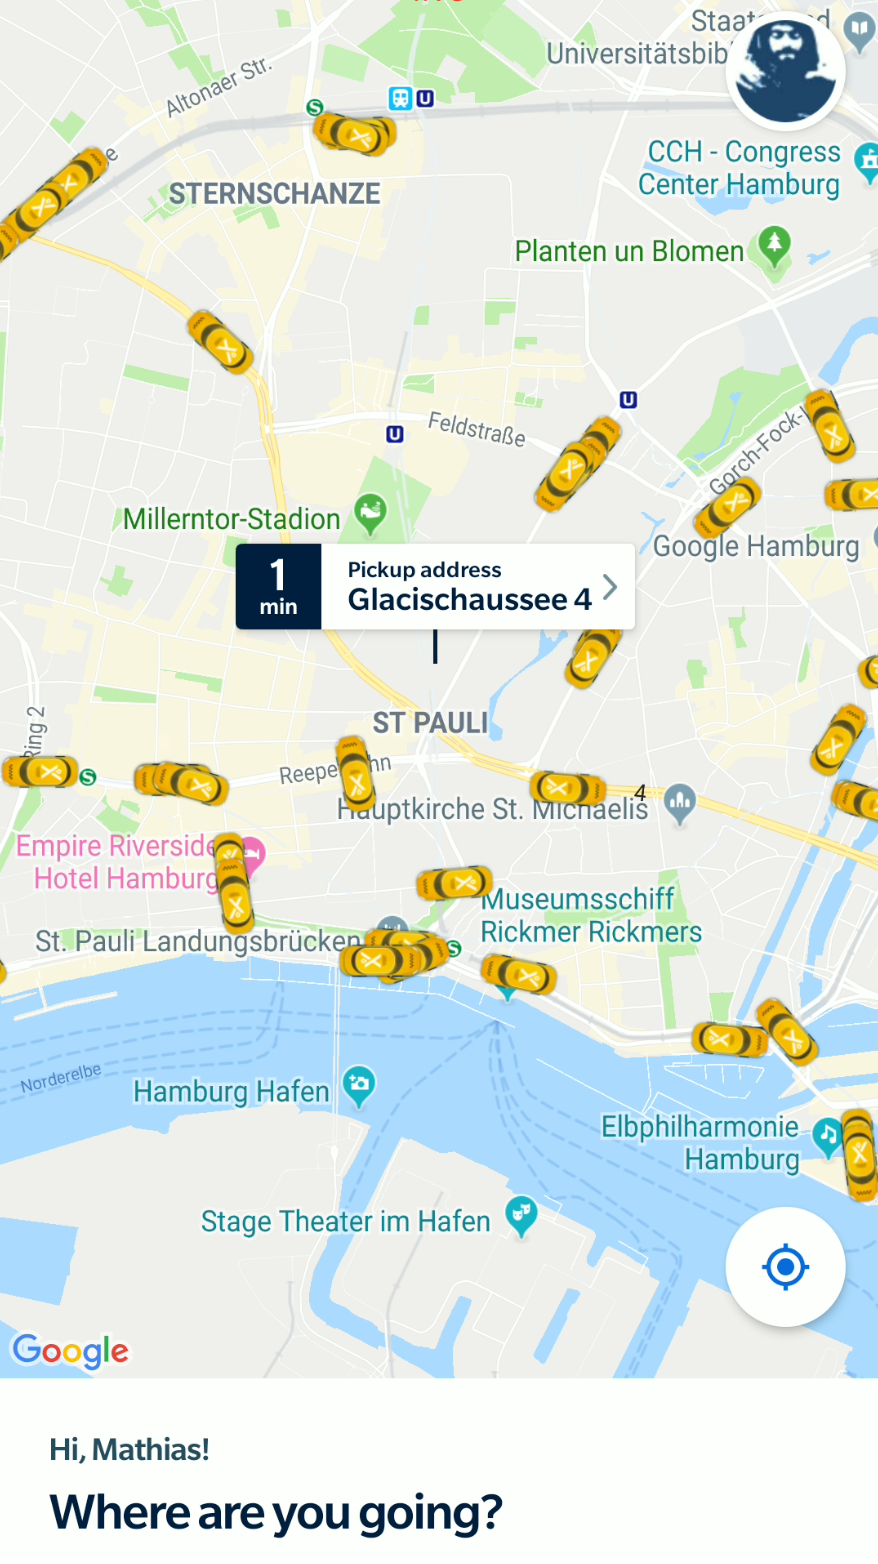 Staats- und
Universitätsbib
Altonaer Str.
S
U
CCH - Congress
Center Hamburg
STERNSCHANZE
Planten un Blomen
U
Feldstraße
U
Gorch-Fock-
Millerntor-Stadion
Google Hamburg
1
min
Pickup address
Glacischaussee 4
ST PAULI
Ring 2
S
4
Hauptkirche St. Michaelis
Empire Riverside
Hotel Hamburg
Museumsschiff
Rickmer Rickmers
St. Pauli Landungsbrücken
S
Norderelbe
Hamburg Hafen
Elbphilharmonie
Hamburg
Stage Theater im Hafen
Google
Hi, Mathias!
Where are you going?